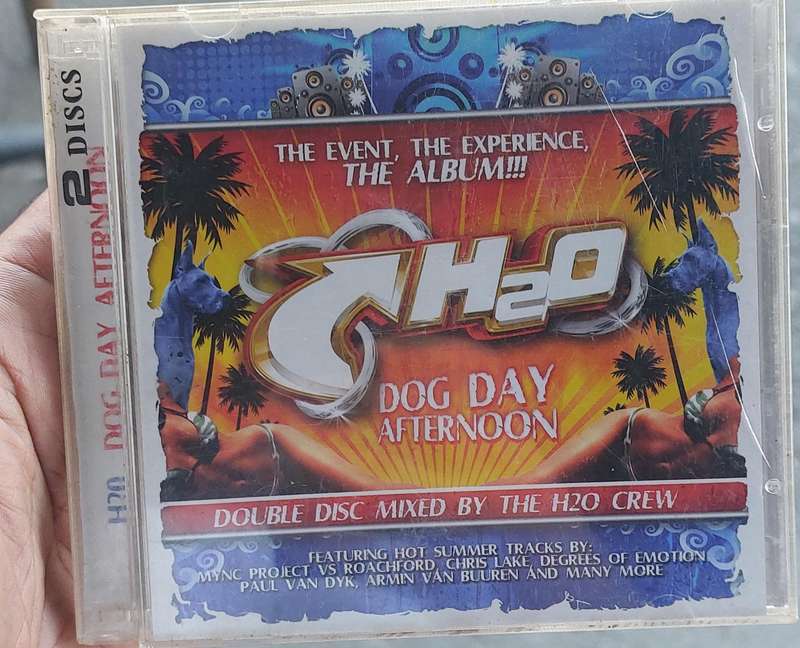 2 DISCS
H2O . DOG DAY AFTERNOON
THE EVENT, THE EXPERIENCE,
THE ALBUM!!!
H2O
DOG DAY
AFTERNOON
DOUBLE DISC MIXED BY THE H2O CREW
FEATURING HOT SUMMER TRACKS BY:
MYNC PROJECT VS ROACHFORD, CHRIS LAKE, DEGREES OF EMOTION
PAUL VAN DYK, ARMIN VAN BUUREN AND MANY MORE